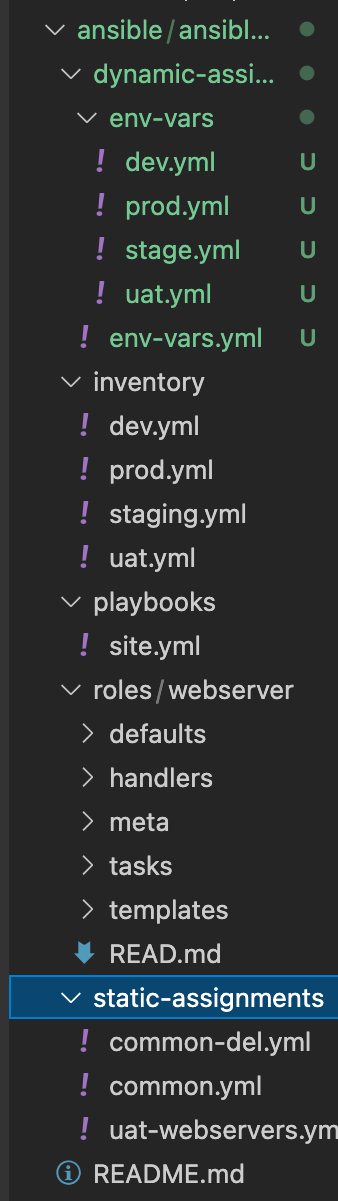 ansible/ansibl...
dynamic-assi...
env-vars
! dev.yml U
! prod.yml U
! stage.yml U
! uat.yml U
! env-vars.yml U
inventory
! dev.yml
! prod.yml
! staging.yml
! uat.yml
playbooks
! site.yml
roles/webserver
defaults
handlers
meta
tasks
templates
READ.md
static-assignments
! common-del.yml
! common.yml
! uat-webservers.ym
README.md